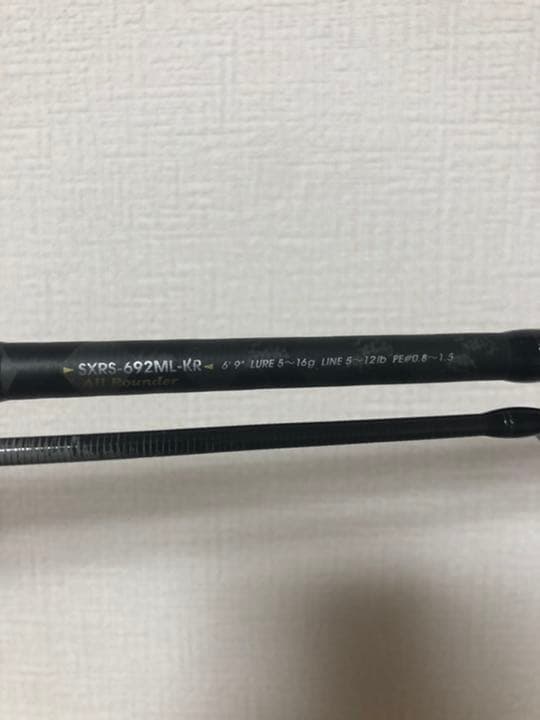 SXRS-692ML-KR 6'9" LURE 5〜16g LINE 5〜12lb PE#0.8〜1.5
All Rounder